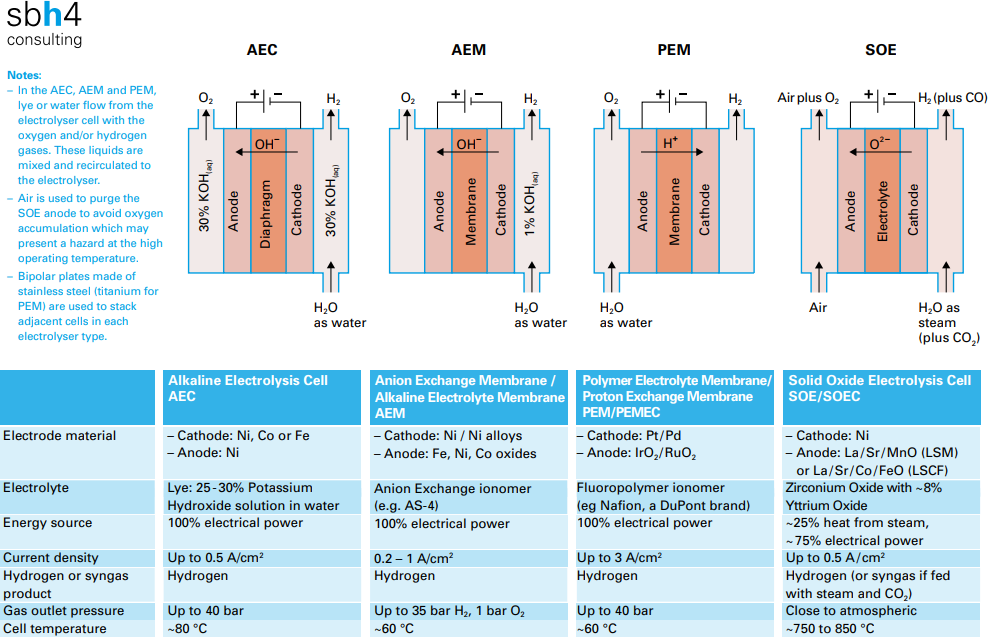 sbh4
consulting
Notes:
– In the AEC, AEM and PEM,
lye or water flow from the
electrolyser cell with the
oxygen and/or hydrogen
gases. These liquids are
mixed and recirculated to
the electrolyser.
– Air is used to purge the
SOE anode to avoid oxygen
accumulation which may
present a hazard at the high
operating temperature.
– Bipolar plates made of
stainless steel (titanium for
PEM) are used to stack
adjacent cells in each
electrolyser type.
AEC
O₂
+ −
H₂
OH⁻
30% KOH(aq)
Anode
Diaphragm
Cathode
30% KOH(aq)
H₂O
as water
AEM
O₂
+ −
H₂
OH⁻
Anode
Membrane
Cathode
1% KOH(aq)
H₂O
as water
PEM
O₂
+ −
H₂
H⁺
Anode
Membrane
Cathode
H₂O
as water
SOE
Air plus O₂
+ −
H₂ (plus CO)
O²⁻
Anode
Electrolyte
Cathode
Air
H₂O as
steam
(plus CO₂)
Alkaline Electrolysis Cell
AEC
Anion Exchange Membrane /
Alkaline Electrolyte Membrane
AEM
Polymer Electrolyte Membrane/
Proton Exchange Membrane
PEM/PEMEC
Solid Oxide Electrolysis Cell
SOE/SOEC
Electrode material
– Cathode: Ni, Co or Fe
– Anode: Ni
– Cathode: Ni / Ni alloys
– Anode: Fe, Ni, Co oxides
– Cathode: Pt/Pd
– Anode: IrO₂/RuO₂
– Cathode: Ni
– Anode: La/Sr/MnO (LSM)
or La/Sr/Co/FeO (LSCF)
Electrolyte
Lye: 25-30% Potassium
Hydroxide solution in water
Anion Exchange ionomer
(e.g. AS-4)
Fluoropolymer ionomer
(eg Nafion, a DuPont brand)
Zirconium Oxide with ~8%
Yttrium Oxide
Energy source
100% electrical power
100% electrical power
100% electrical power
~25% heat from steam,
~75% electrical power
Current density
Up to 0.5 A/cm²
0.2 – 1 A/cm²
Up to 3 A/cm²
Up to 0.5 A/cm²
Hydrogen or syngas
product
Hydrogen
Hydrogen
Hydrogen
Hydrogen (or syngas if fed
with steam and CO₂)
Gas outlet pressure
Up to 40 bar
Up to 35 bar H₂, 1 bar O₂
Up to 40 bar
Close to atmospheric
Cell temperature
~80 °C
~60 °C
~60 °C
~750 to 850 °C